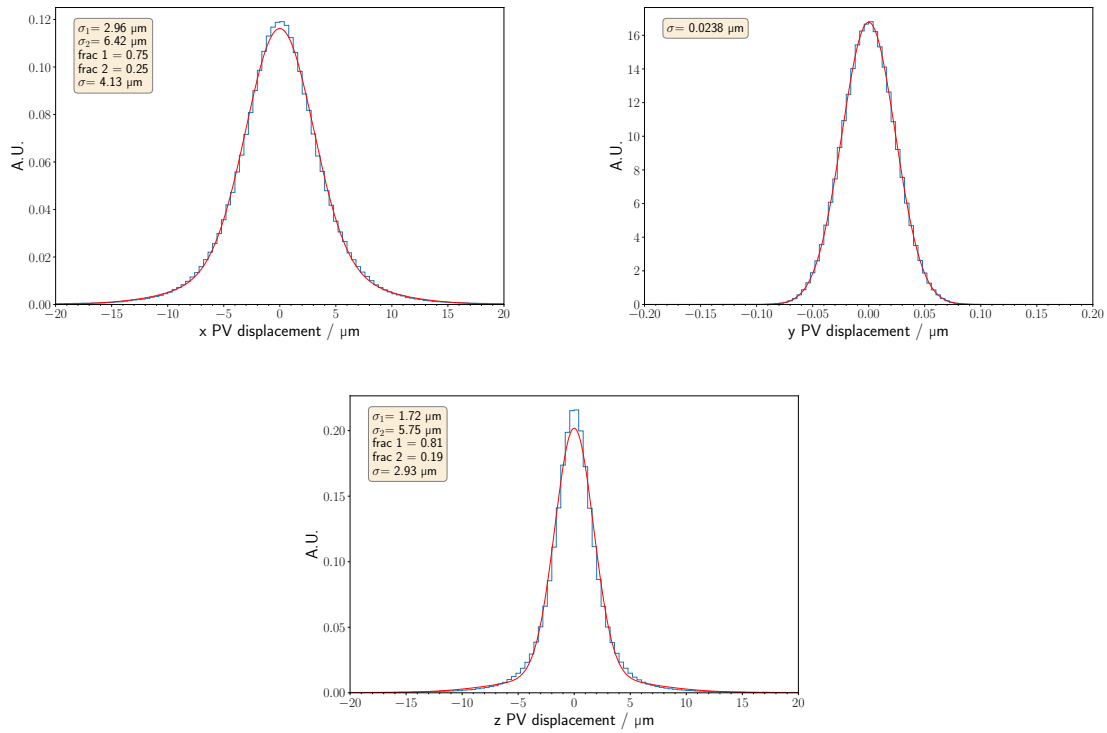 σ₁= 2.96 μm
σ₂= 6.42 μm
frac 1 = 0.75
frac 2 = 0.25
σ= 4.13 μm
A.U.
0.12
0.10
0.08
0.06
0.04
0.02
0.00
−20 −15 −10 −5 0 5 10 15 20
x PV displacement / μm
σ= 0.0238 μm
A.U.
16
14
12
10
8
6
4
2
0
−0.20 −0.15 −0.10 −0.05 0.00 0.05 0.10 0.15 0.20
y PV displacement / μm
σ₁= 1.72 μm
σ₂= 5.75 μm
frac 1 = 0.81
frac 2 = 0.19
σ= 2.93 μm
A.U.
0.20
0.15
0.10
0.05
0.00
−20 −15 −10 −5 0 5 10 15 20
z PV displacement / μm